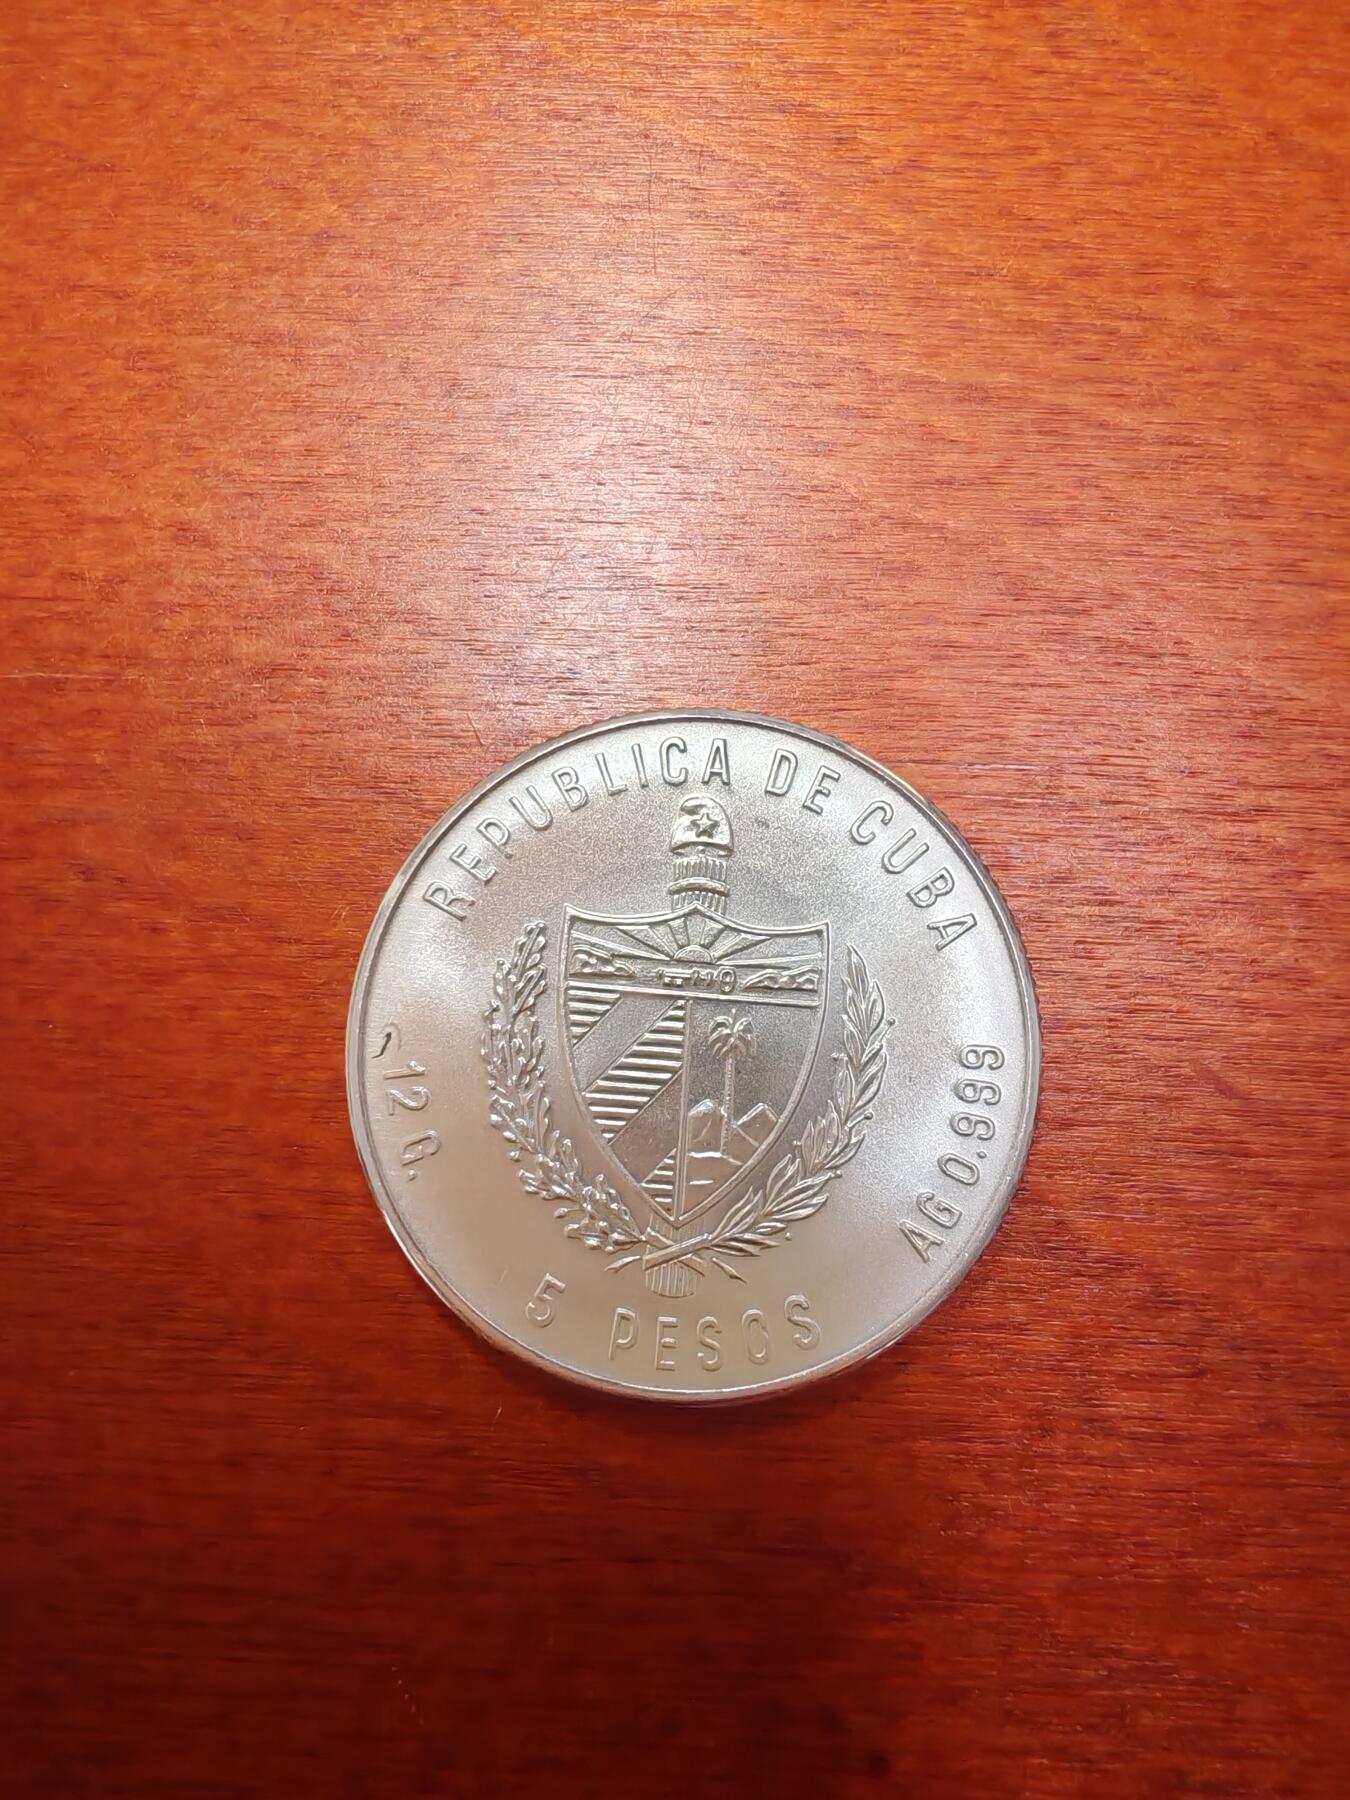 REPUBLICA DE CUBA
12 G.
AG 0.999
5 PESOS